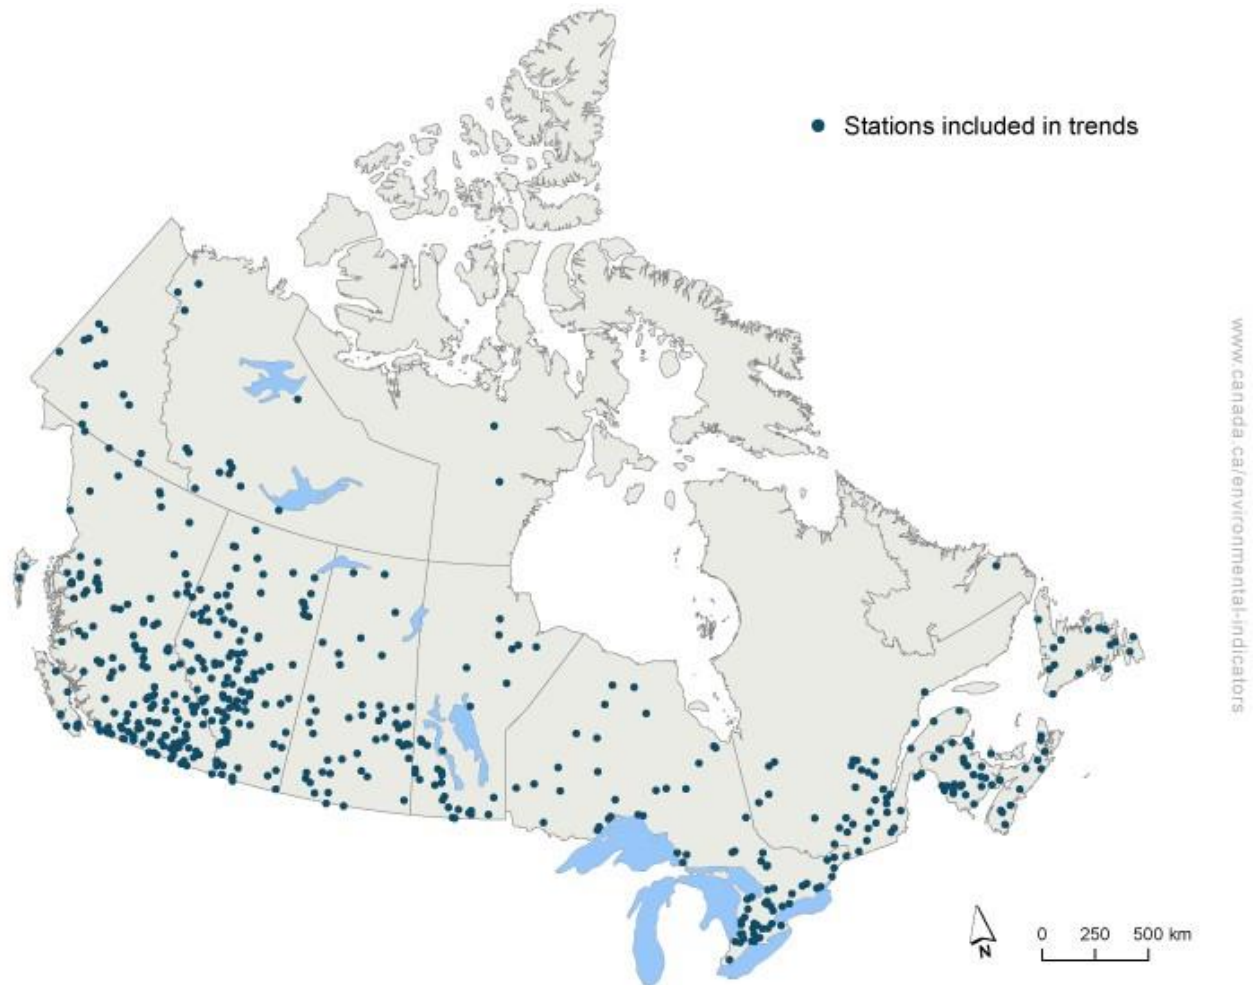 Stations included in trends
www.canada.ca/environmental-indicators
N
0 250 500 km